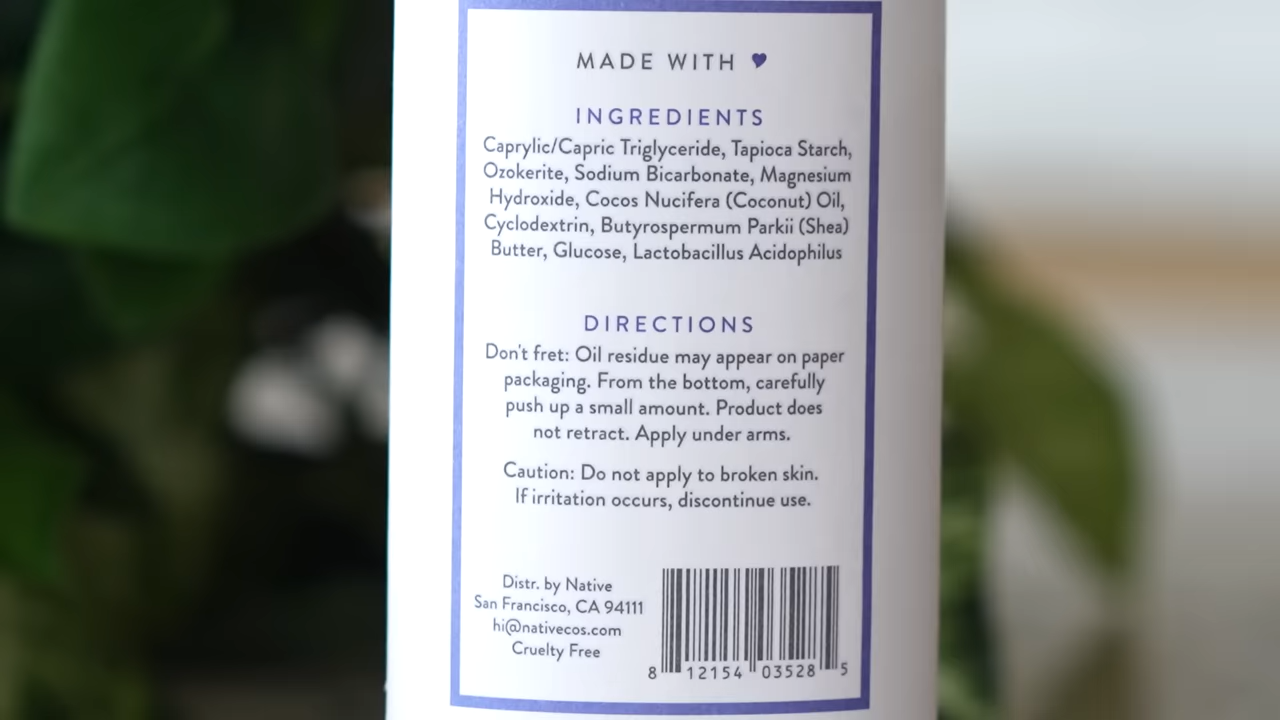 MADE WITH
INGREDIENTS
Caprylic/Capric Triglyceride, Tapioca Starch,
Ozokerite, Sodium Bicarbonate, Magnesium
Hydroxide, Cocos Nucifera (Coconut) Oil,
Cyclodextrin, Butyrospermum Parkii (Shea)
Butter, Glucose, Lactobacillus Acidophilus
DIRECTIONS
Don't fret: Oil residue may appear on paper
packaging. From the bottom, carefully
push up a small amount. Product does
not retract. Apply under arms.
Caution: Do not apply to broken skin.
If irritation occurs, discontinue use.
Distr. by Native
San Francisco, CA 94111
hi@nativecos.com
Cruelty Free
8 12154 03528 5